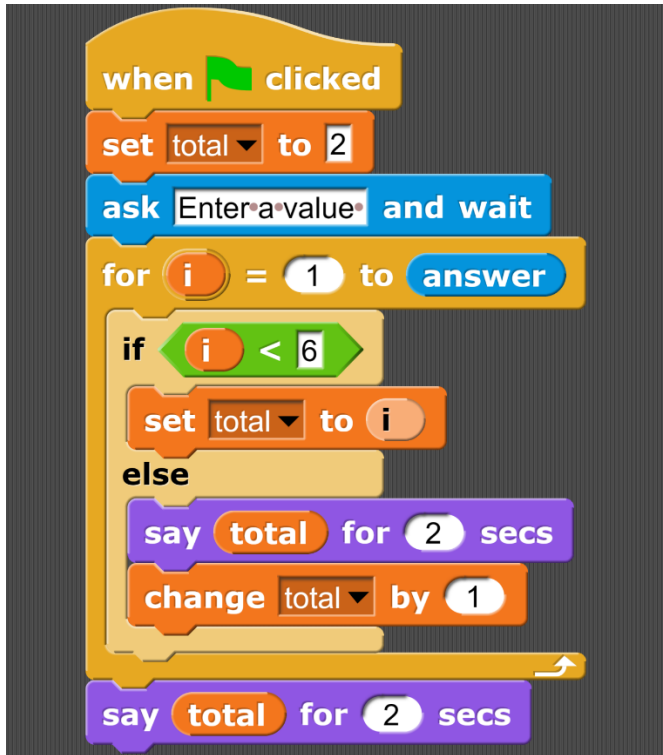 when clicked
set total to 2
ask Enter a value and wait
for i = 1 to answer
if i < 6
set total to i
else
say total for 2 secs
change total by 1
say total for 2 secs